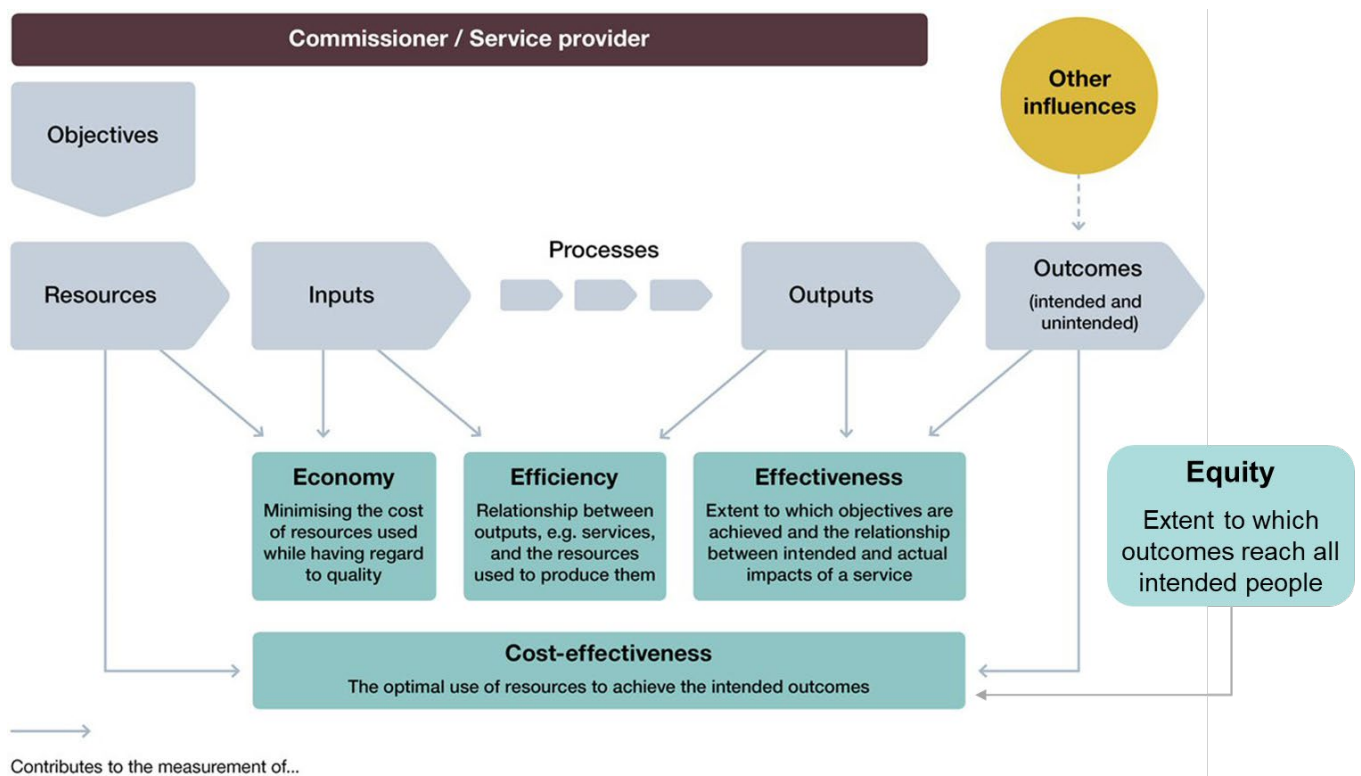 Commissioner / Service provider
Other
influences
Objectives
Resources
Inputs
Processes
Outputs
Outcomes
(intended and
unintended)
Economy
Minimising the cost
of resources used
while having regard
to quality
Efficiency
Relationship between
outputs, e.g. services,
and the resources
used to produce them
Effectiveness
Extent to which objectives are
achieved and the relationship
between intended and actual
impacts of a service
Equity
Extent to which
outcomes reach all
intended people
Cost-effectiveness
The optimal use of resources to achieve the intended outcomes
Contributes to the measurement of...